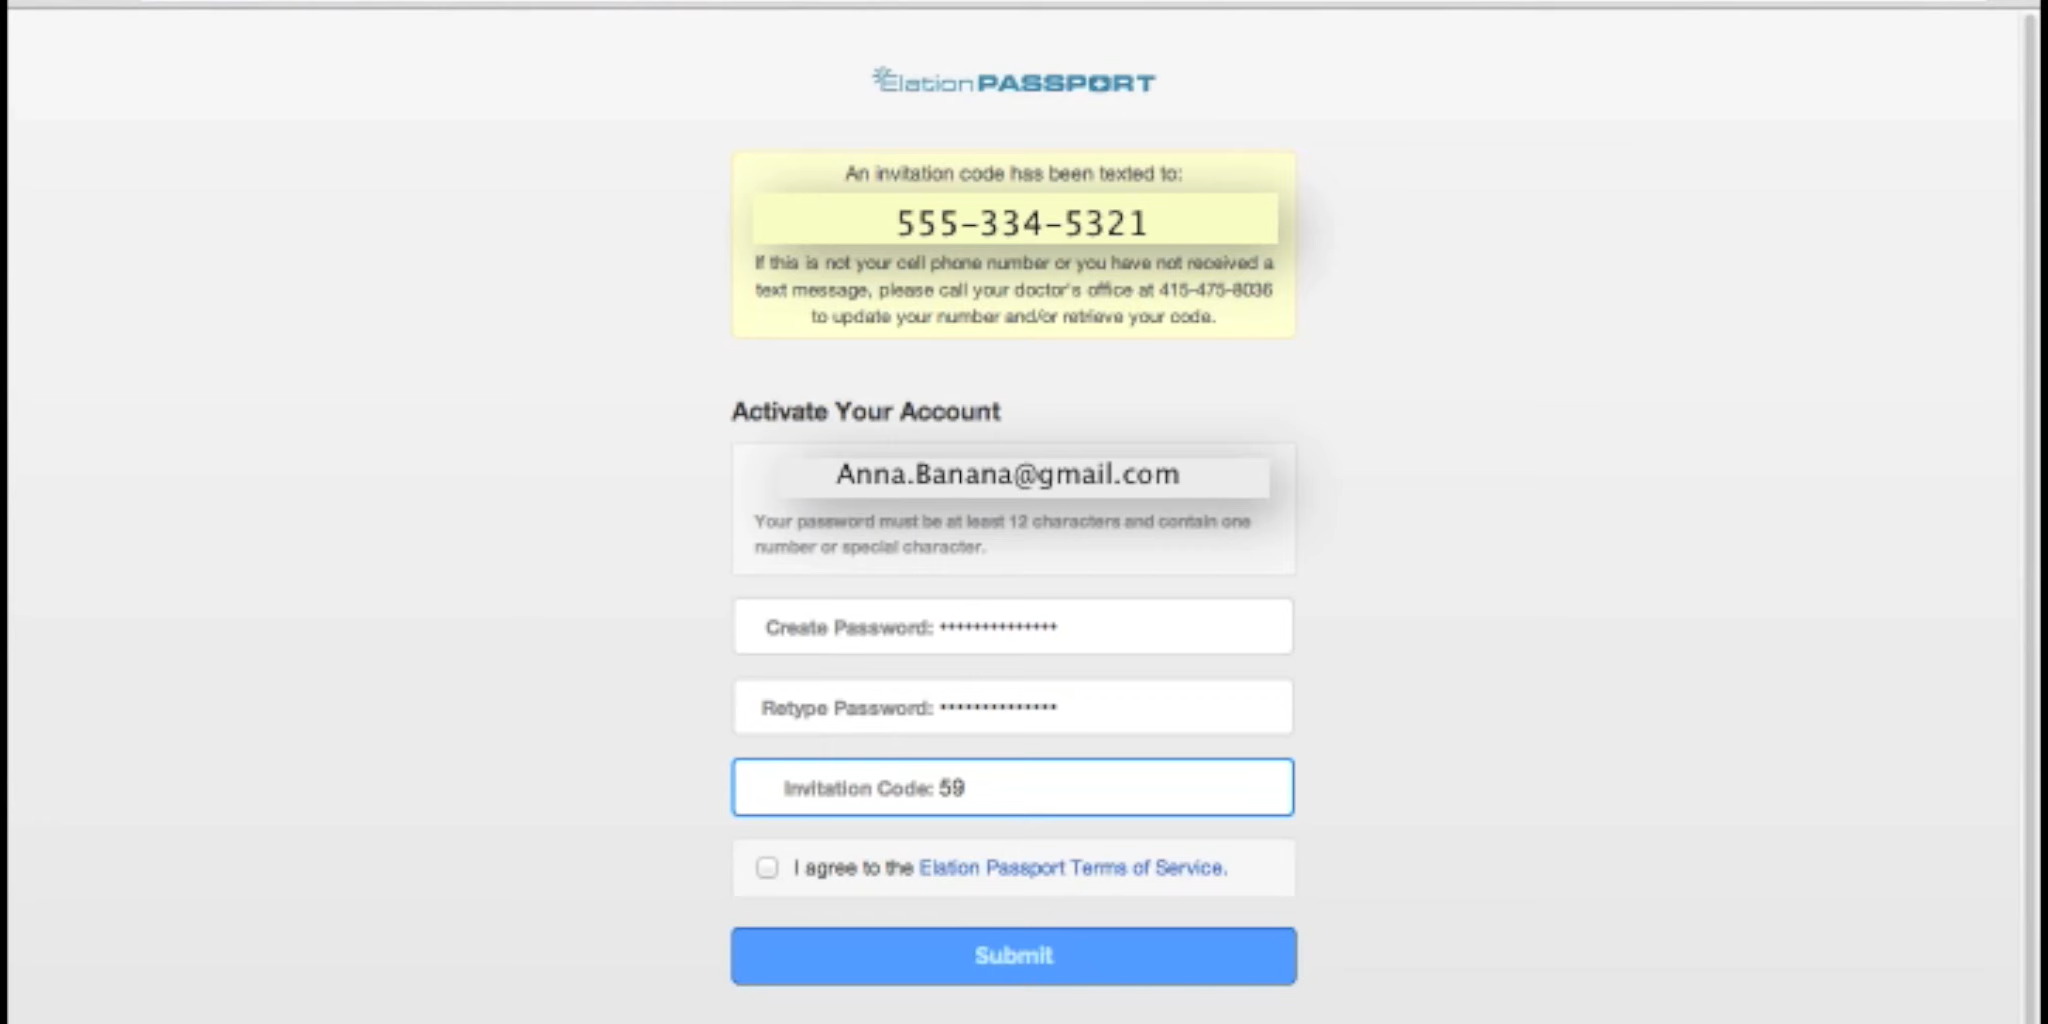 Elation PASSPORT
An invitation code has been texted to:
555-334-5321
If this is not your cell phone number or you have not received a
text message, please call your doctor's office at 415-475-8036
to update your number and/or retrieve your code.
Activate Your Account
Anna.Banana@gmail.com
Your password must be at least 12 characters and contain one
number or special character.
Create Password: ••••••••••••••
Retype Password: ••••••••••••••
Invitation Code: 59
I agree to the Elation Passport Terms of Service.
Submit